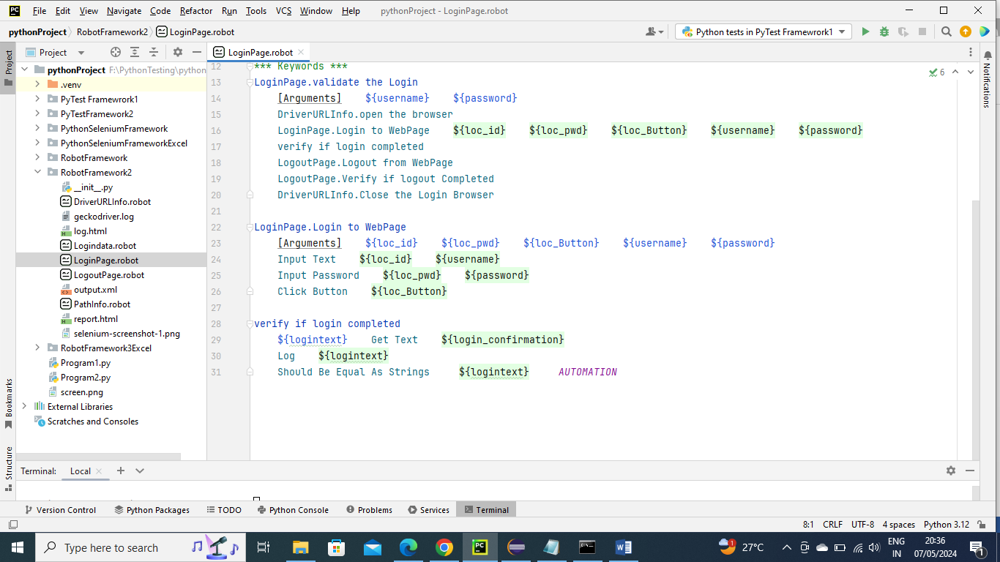 PC File Edit View Navigate Code Refactor Run Tools VCS Window Help pythonProject - LoginPage.robot
pythonProject RobotFramework2 LoginPage.robot Python tests in PyTest Framewrork1
Project
Project
LoginPage.robot
Notifications
pythonProject F:\PythonTesting\python
.venv
PyTest Framewrork1
PyTestFramework2
PythonSeleniumFramework
PythonSeleniumFrameworkExcel
RobotFramework
RobotFramework2
__init__.py
DriverURLInfo.robot
geckodriver.log
log.html
Logindata.robot
LoginPage.robot
LogoutPage.robot
output.xml
PathInfo.robot
report.html
selenium-screenshot-1.png
RobotFramework3Excel
Program1.py
Program2.py
screen.png
External Libraries
Scratches and Consoles
Bookmarks
Structure
6
12 *** Keywords ***
13 LoginPage.validate the Login
14 [Arguments] ${username} ${password}
15 DriverURLInfo.open the browser
16 LoginPage.Login to WebPage ${loc_id} ${loc_pwd} ${loc_Button} ${username} ${password}
17 verify if login completed
18 LogoutPage.Logout from WebPage
19 LogoutPage.Verify if logout Completed
20 DriverURLInfo.Close the Login Browser
21
22 LoginPage.Login to WebPage
23 [Arguments] ${loc_id} ${loc_pwd} ${loc_Button} ${username} ${password}
24 Input Text ${loc_id} ${username}
25 Input Password ${loc_pwd} ${password}
26 Click Button ${loc_Button}
27
28 verify if login completed
29 ${logintext} Get Text ${login_confirmation}
30 Log ${logintext}
31 Should Be Equal As Strings ${logintext} AUTOMATION
Terminal: Local
Version Control Python Packages TODO Python Console Problems Services Terminal
8:1 CRLF UTF-8 4 spaces Python 3.12
Type here to search
27°C
ENG
IN
20:36
07/05/2024
1